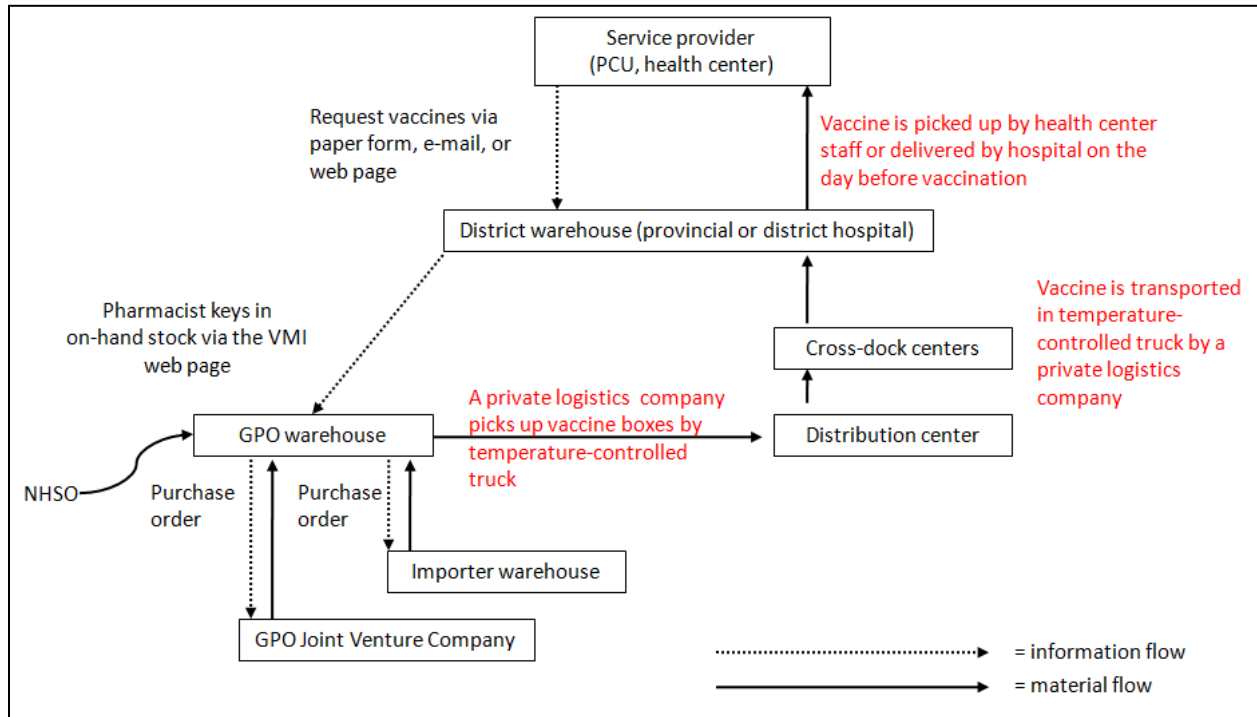 Service provider
(PCU, health center)
Request vaccines via
paper form, e-mail, or
web page
Vaccine is picked up by health center
staff or delivered by hospital on the
day before vaccination
District warehouse (provincial or district hospital)
Pharmacist keys in
on-hand stock via the VMI
web page
Vaccine is transported
in temperature-
controlled truck by a
private logistics
company
Cross-dock centers
A private logistics company
picks up vaccine boxes by
temperature-controlled
truck
GPO warehouse
Distribution center
NHSO
Purchase
order
Purchase
order
Importer warehouse
GPO Joint Venture Company
= information flow
= material flow